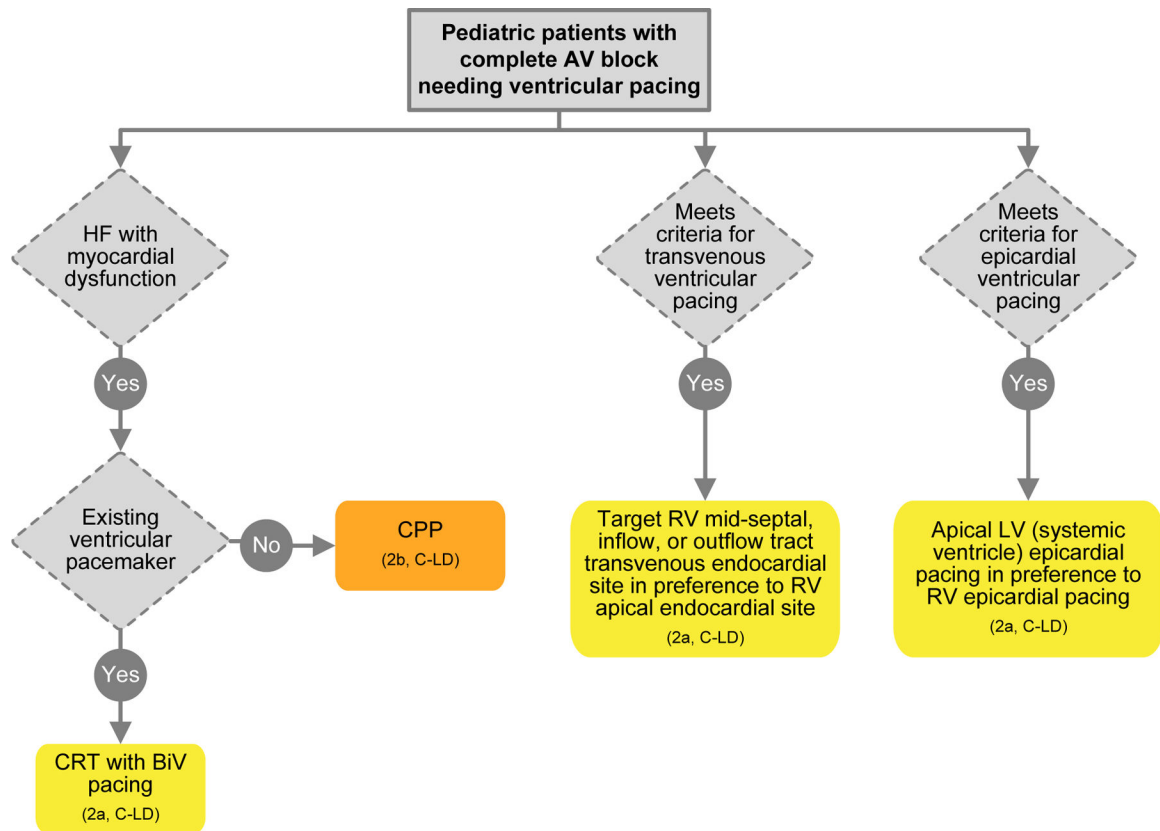 Pediatric patients with
complete AV block
needing ventricular pacing
HF with
myocardial
dysfunction
Meets
criteria for
transvenous
ventricular
pacing
Meets
criteria for
epicardial
ventricular
pacing
Yes
Yes
Yes
Existing
ventricular
pacemaker
No
CPP
(2b, C-LD)
Target RV mid-septal,
inflow, or outflow tract
transvenous endocardial
site in preference to RV
apical endocardial site
(2a, C-LD)
Apical LV (systemic
ventricle) epicardial
pacing in preference to
RV epicardial pacing
(2a, C-LD)
Yes
CRT with BiV
pacing
(2a, C-LD)